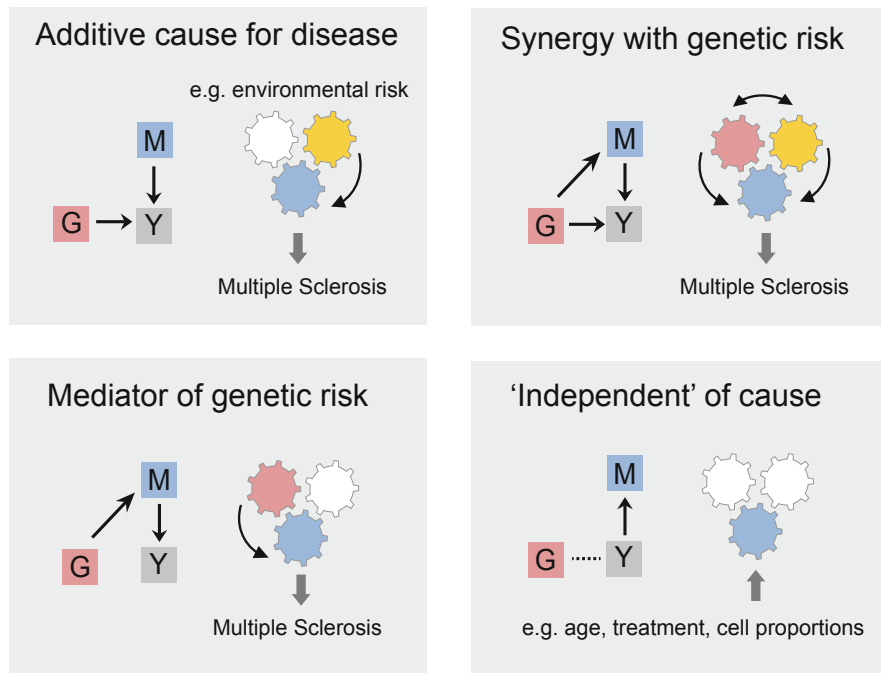 Additive cause for disease
e.g. environmental risk
M
G
Y
Multiple Sclerosis
Synergy with genetic risk
M
G
Y
Multiple Sclerosis
Mediator of genetic risk
M
G
Y
Multiple Sclerosis
‘Independent’ of cause
M
G
Y
e.g. age, treatment, cell proportions